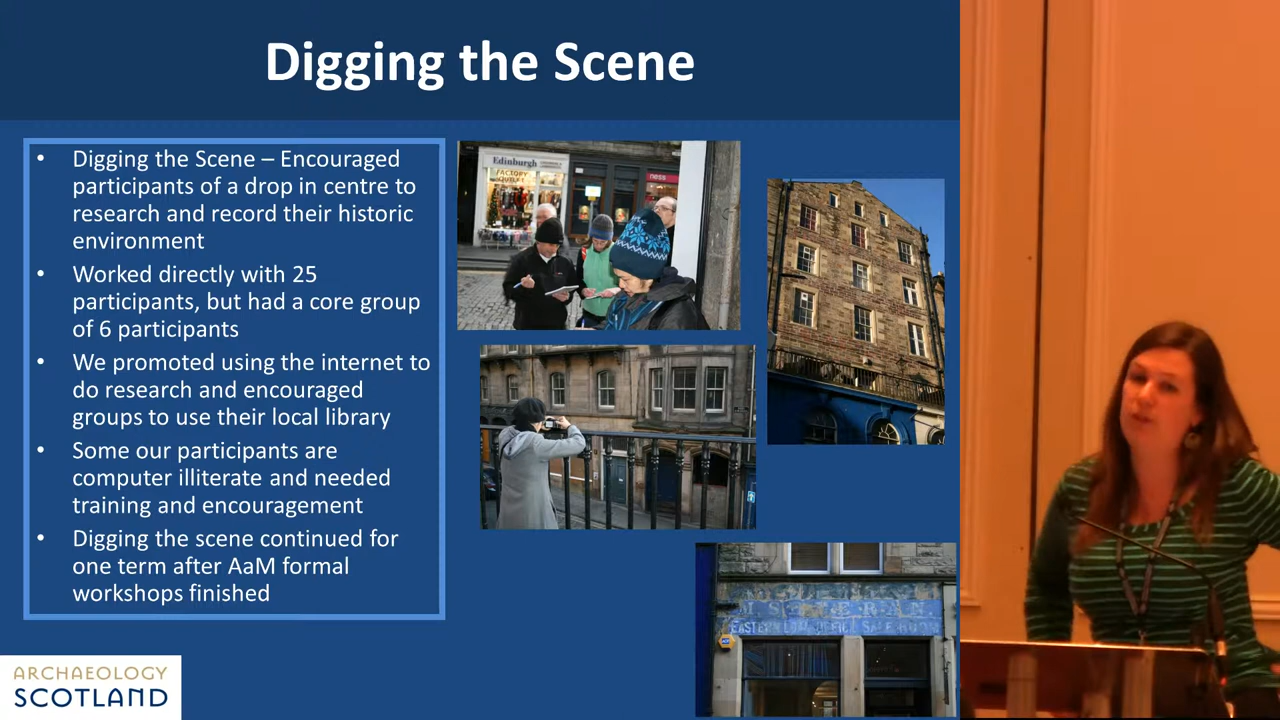 Digging the Scene
• Digging the Scene – Encouraged
participants of a drop in centre to
research and record their historic
environment
• Worked directly with 25
participants, but had a core group
of 6 participants
• We promoted using the internet to
do research and encouraged
groups to use their local library
• Some our participants are
computer illiterate and needed
training and encouragement
• Digging the scene continued for
one term after AaM formal
workshops finished
Edinburgh
FACTORY
ness
ARCHAEOLOGY
SCOTLAND